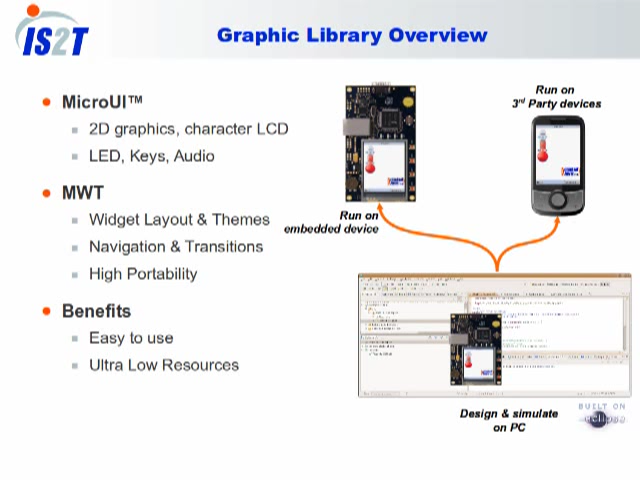 IS2T
Graphic Library Overview
MicroUI™
2D graphics, character LCD
LED, Keys, Audio
MWT
Widget Layout & Themes
Navigation & Transitions
High Portability
Benefits
Easy to use
Ultra Low Resources
Run on
3rd Party devices
Run on
embedded device
Design & simulate
on PC
BUILT ON
eclipse